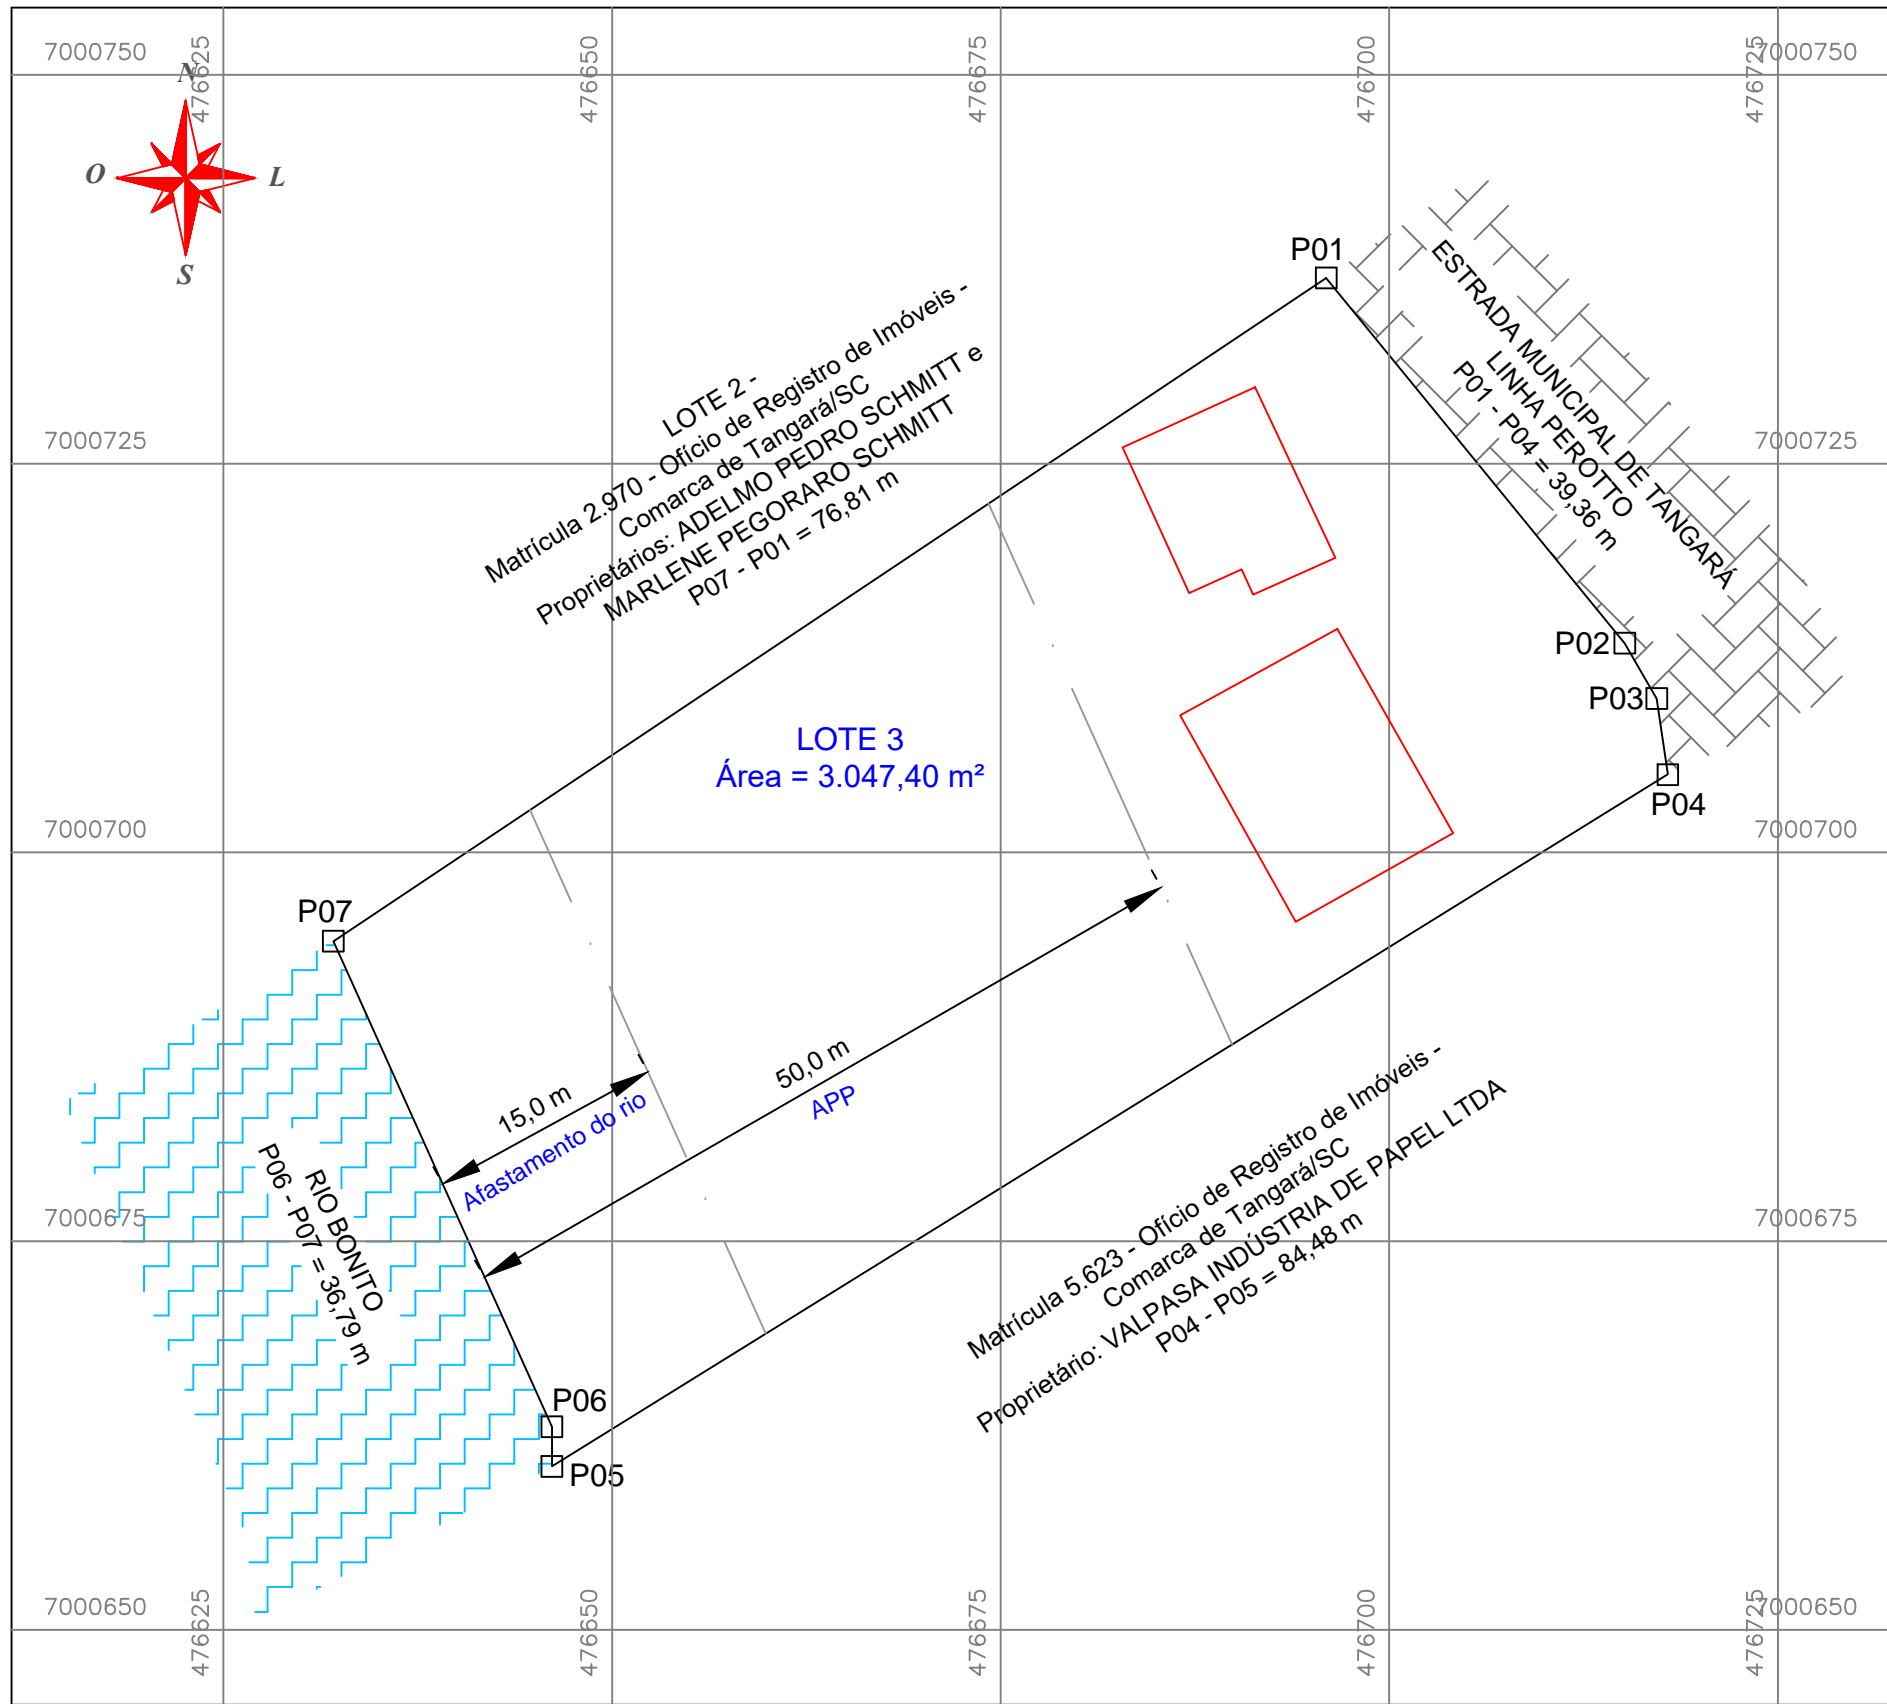 7000750
476625
476650
476675
476700
476725
7000750
N
O
L
S
P01
ESTRADA MUNICIPAL DE TANGARÁ
LINHA PEROTTO
P01 - P04 = 39,36 m
LOTE 2 -
Matrícula 2.970 - Ofício de Registro de Imóveis -
Comarca de Tangará/SC
Proprietários: ADELMO PEDRO SCHMITT e
MARLENE PEGORARO SCHMITT
P07 - P01 = 76,81 m
7000725
7000725
P02
P03
P04
LOTE 3
Área = 3.047,40 m²
7000700
7000700
P07
50,0 m
APP
15,0 m
Afastamento do rio
RIO BONITO
P06 - P07 = 36,79 m
7000675
7000675
Matrícula 5.623 - Ofício de Registro de Imóveis -
Comarca de Tangará/SC
Proprietário: VALPASA INDÚSTRIA DE PAPEL LTDA
P04 - P05 = 84,48 m
P06
P05
7000650
476625
476650
476675
476700
476725
7000650